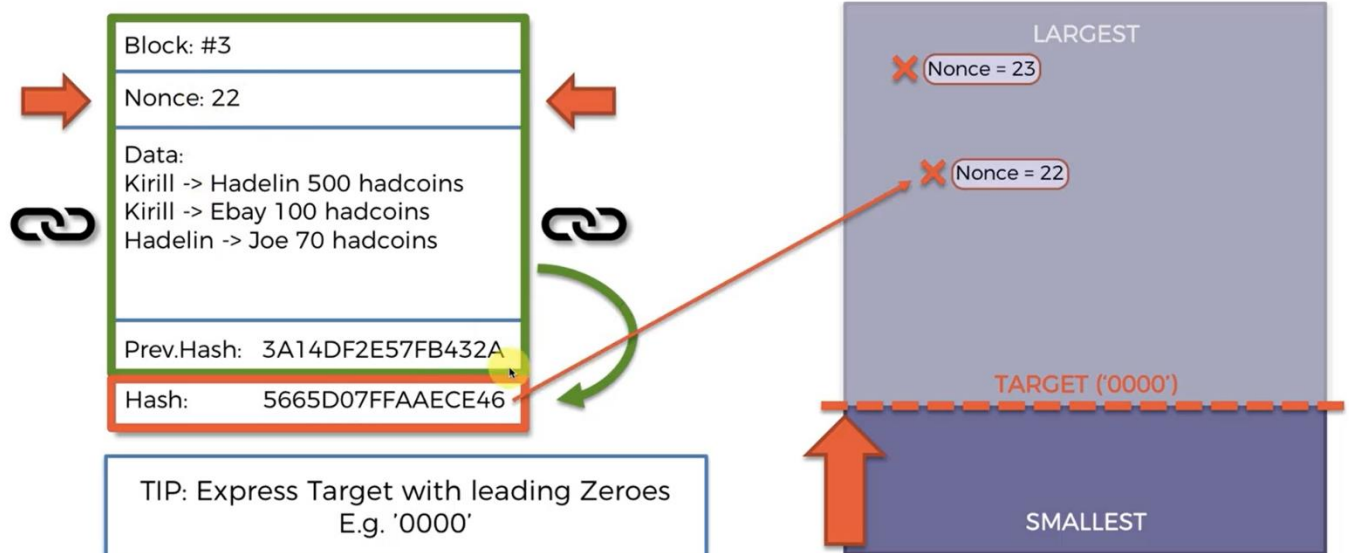 Block: #3
Nonce: 22
Data:
Kirill -> Hadelin 500 hadcoins
Kirill -> Ebay 100 hadcoins
Hadelin -> Joe 70 hadcoins
Prev.Hash: 3A14DF2E57FB432A
Hash: 5665D07FFAAECE46
TIP: Express Target with leading Zeroes
E.g. '0000'
LARGEST
Nonce = 23
Nonce = 22
TARGET ('0000')
SMALLEST